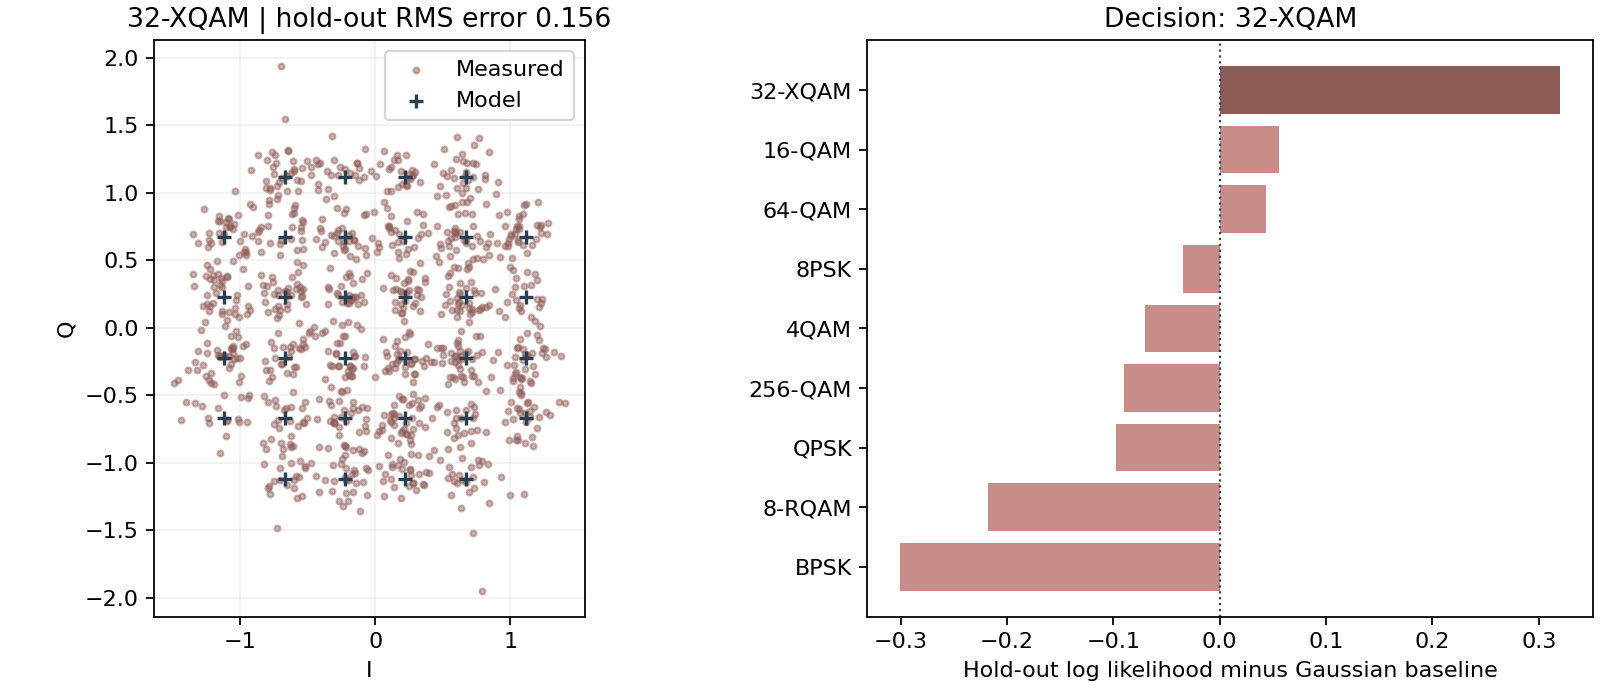 32-XQAM | hold-out RMS error 0.156
Measured
Model
2.0
1.5
1.0
0.5
0.0
−0.5
−1.0
−1.5
−2.0
Q
−1
0
1
I
Decision: 32-XQAM
32-XQAM
16-QAM
64-QAM
8PSK
4QAM
256-QAM
QPSK
8-RQAM
BPSK
−0.3
−0.2
−0.1
0.0
0.1
0.2
0.3
Hold-out log likelihood minus Gaussian baseline